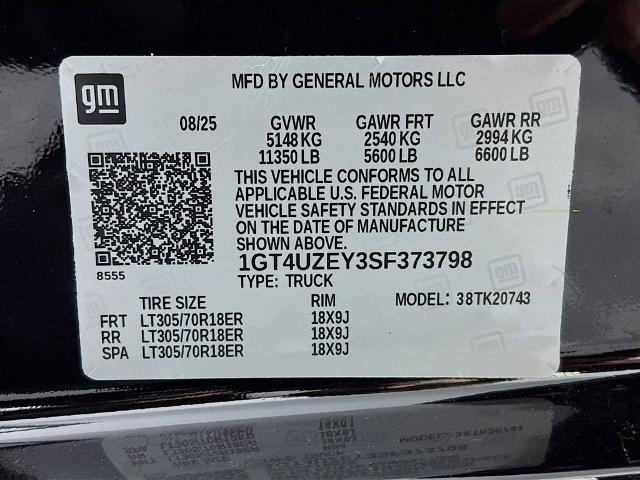 gm
MFD BY GENERAL MOTORS LLC
08/25 GVWR GAWR FRT GAWR RR
5148 KG 2540 KG 2994 KG
11350 LB 5600 LB 6600 LB
THIS VEHICLE CONFORMS TO ALL
APPLICABLE U.S. FEDERAL MOTOR
VEHICLE SAFETY STANDARDS IN EFFECT
ON THE DATE OF MANUFACTURE
SHOWN ABOVE.
8555
1GT4UZEY3SF373798
TYPE: TRUCK
TIRE SIZE RIM MODEL: 38TK20743
FRT LT305/70R18ER 18X9J
RR LT305/70R18ER 18X9J
SPA LT305/70R18ER 18X9J